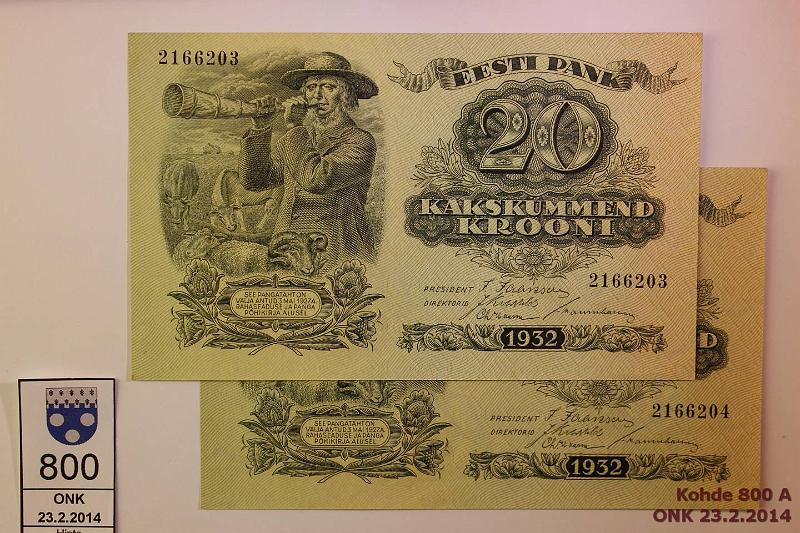 2166203
EESTI PANK
20
KAKSKÜMMEND
KROONI
2166203
PRESIDENT
DIREKTORID
SEE PANGATÄHT ON
VÄLJA ANTUD 3 MAI 1927 A.
RAHASEADUSE JA PANGA
PÕHIKIRJA ALUSEL
1932
D
2166204
PRESIDENT
DIREKTORID
SEE PANGATÄHT ON
VÄLJA ANTUD 3 MAI 1927 A.
RAHASEADUSE JA PANGA
PÕHIKIRJA ALUSEL
1932
800
ONK
23.2.2014
Kohde 800 A
ONK 23.2.2014